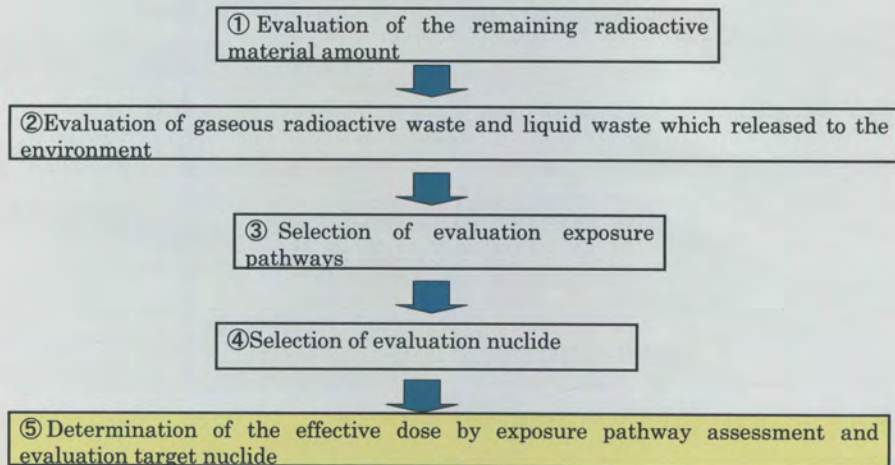 ① Evaluation of the remaining radioactive
material amount
②Evaluation of gaseous radioactive waste and liquid waste which released to the
environment
③ Selection of evaluation exposure
pathways
④Selection of evaluation nuclide
⑤ Determination of the effective dose by exposure pathway assessment and
evaluation target nuclide